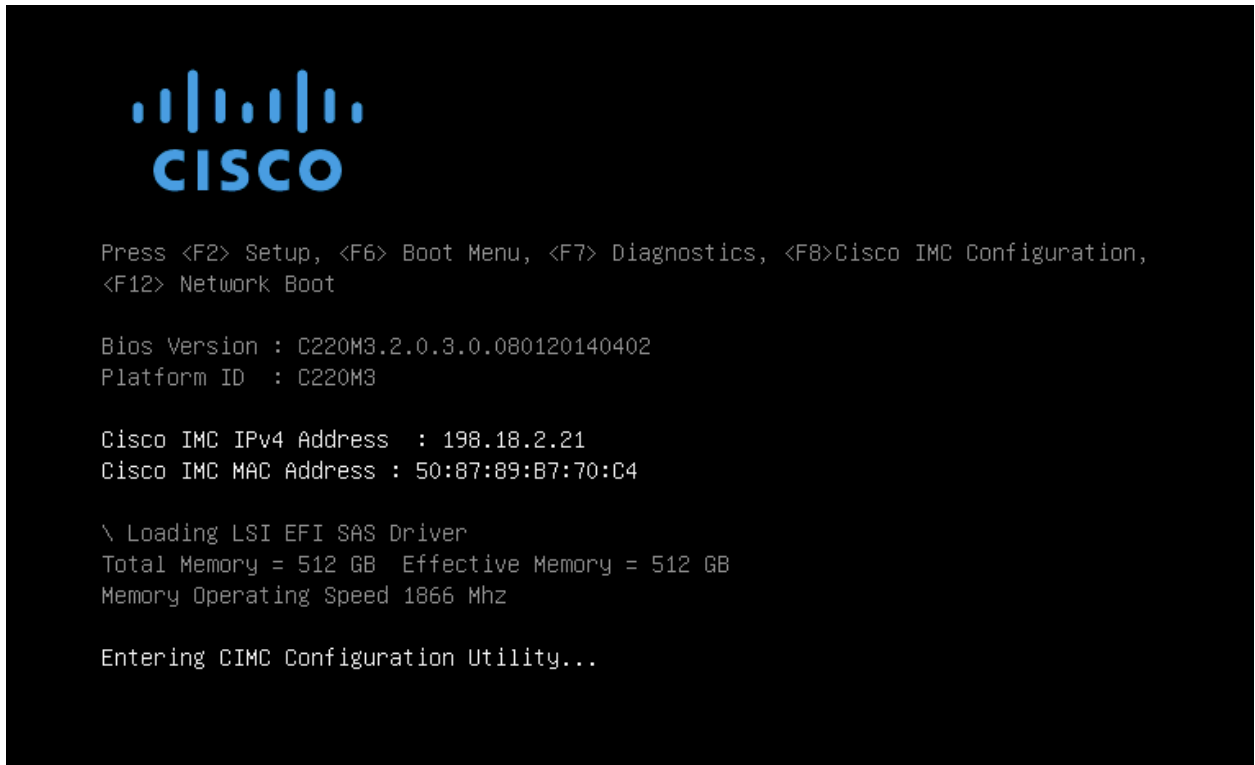 CISCO
Press <F2> Setup, <F6> Boot Menu, <F7> Diagnostics, <F8>Cisco IMC Configuration,
<F12> Network Boot
Bios Version : C220M3.2.0.3.0.080120140402
Platform ID  : C220M3
Cisco IMC IPv4 Address  : 198.18.2.21
Cisco IMC MAC Address : 50:87:89:B7:70:C4
\ Loading LSI EFI SAS Driver
Total Memory = 512 GB  Effective Memory = 512 GB
Memory Operating Speed 1866 Mhz
Entering CIMC Configuration Utility...